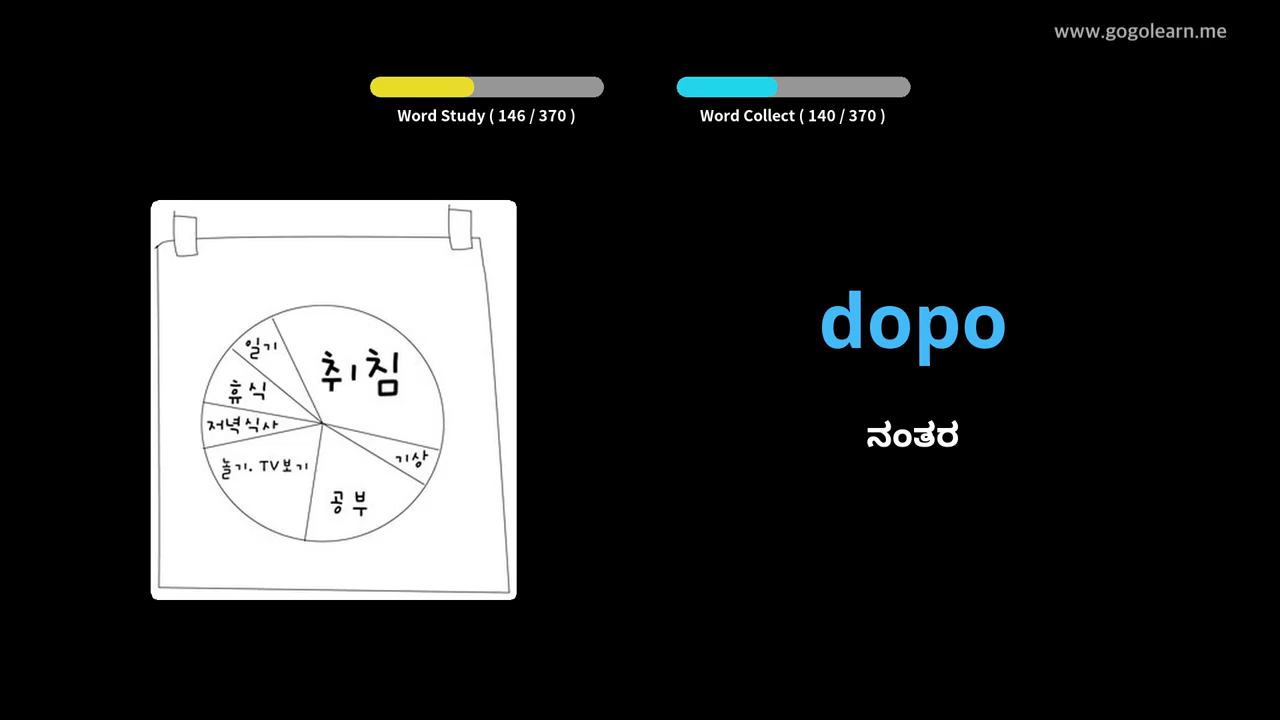 www.gogolearn.me
Word Study ( 146 / 370 )
Word Collect ( 140 / 370 )
일기
취침
휴식
저녁식사
놀기. TV보기
기상
공부
dopo
ನಂತರ